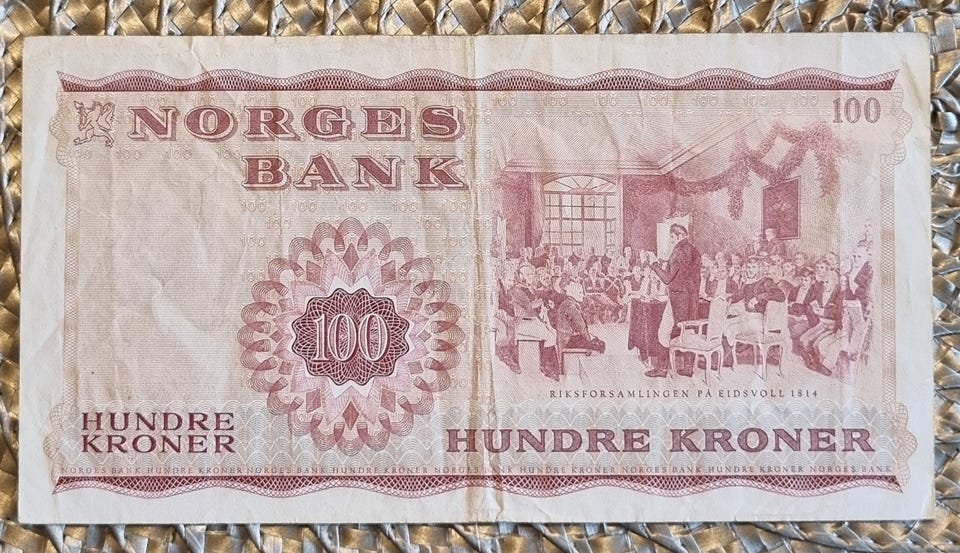 NORGES
BANK
100
100
RIKSFORSAMLINGEN PÅ EIDSVOLL 1814
HUNDRE
KRONER
HUNDRE KRONER
NORGES BANK HUNDRE KRONER NORGES BANK HUNDRE KRONER NORGES BANK HUNDRE KRONER NORGES BANK HUNDRE KRONER NORGES BANK